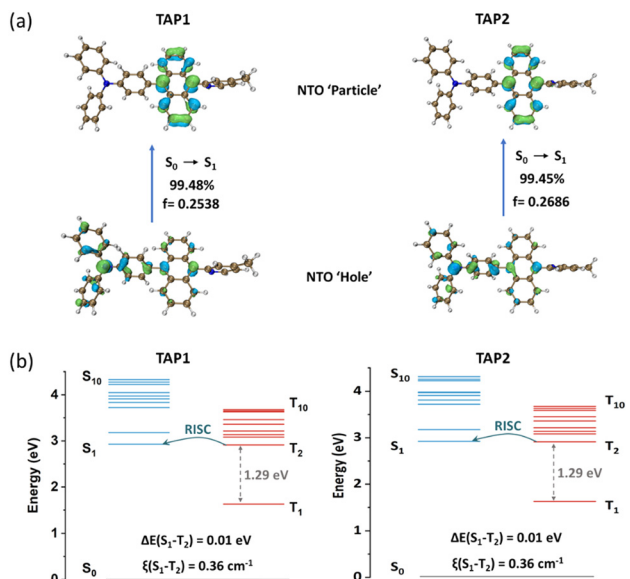 (a)
TAP1
TAP2
NTO 'Particle'
S₀ → S₁
99.48%
f= 0.2538
S₀ → S₁
99.45%
f= 0.2686
NTO 'Hole'
(b)
TAP1
TAP2
Energy (eV)
4
3
2
1
0
S₁₀
S₁
S₀
RISC
T₁₀
T₂
1.29 eV
T₁
ΔE(S₁-T₂) = 0.01 eV
ξ(S₁-T₂) = 0.36 cm⁻¹
Energy (eV)
4
3
2
1
0
S₁₀
S₁
S₀
RISC
T₁₀
T₂
1.29 eV
T₁
ΔE(S₁-T₂) = 0.01 eV
ξ(S₁-T₂) = 0.36 cm⁻¹